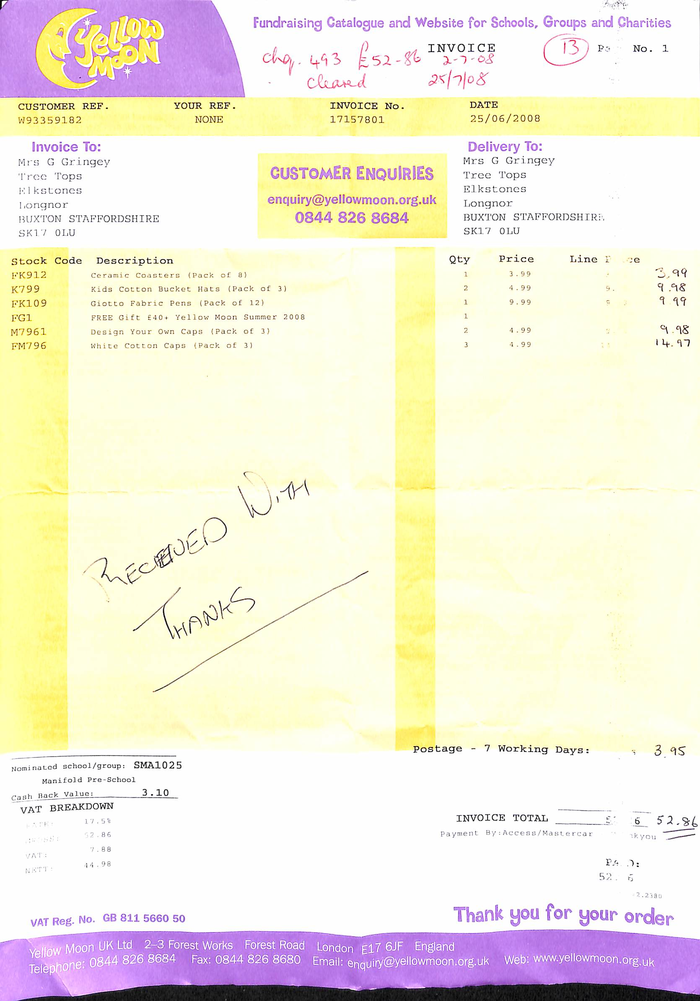 Yellow Moon
Fundraising Catalogue and Website for Schools, Groups and Charities
chq. 493 £52-86 INVOICE 13 No. 1
2-7-08
cleared 25/7/08
CUSTOMER REF. YOUR REF. INVOICE No. DATE
W93359182 NONE 17157801 25/06/2008
Invoice To: Delivery To:
Mrs G Gringey Mrs G Gringey
Tree Tops CUSTOMER ENQUIRIES Tree Tops
Elkstones Elkstones
Longnor enquiry@yellowmoon.org.uk Longnor
BUXTON STAFFORDSHIRE 0844 826 8684 BUXTON STAFFORDSHIRE
SK17 0LU SK17 0LU
Stock Code Description Qty Price Line
FK912 Ceramic Coasters (Pack of 8) 1 3.99 3.99
K799 Kids Cotton Bucket Hats (Pack of 3) 2 4.99 9.98
FK109 Giotto Fabric Pens (Pack of 12) 1 9.99 9.99
FG1 FREE Gift £40+ Yellow Moon Summer 2008 1
M7961 Design Your Own Caps (Pack of 3) 2 4.99 9.98
FM796 White Cotton Caps (Pack of 3) 3 4.99 14.97
RECEIVED WITH
THANKS
Postage - 7 Working Days: 3.95
Nominated school/group: SMA1025
Manifold Pre-School
Cash Back Value: 3.10
VAT BREAKDOWN
17.5%
52.86
VAT: 7.88
NETT: 44.98
INVOICE TOTAL 6 52.86
Payment By:Access/Mastercar kyou
52. 6
VAT Reg. No. GB 811 5660 50
Thank you for your order
Yellow Moon UK Ltd 2–3 Forest Works Forest Road London E17 6JF England
Telephone: 0844 826 8684 Fax: 0844 826 8680 Email: enquiry@yellowmoon.org.uk Web: www.yellowmoon.org.uk